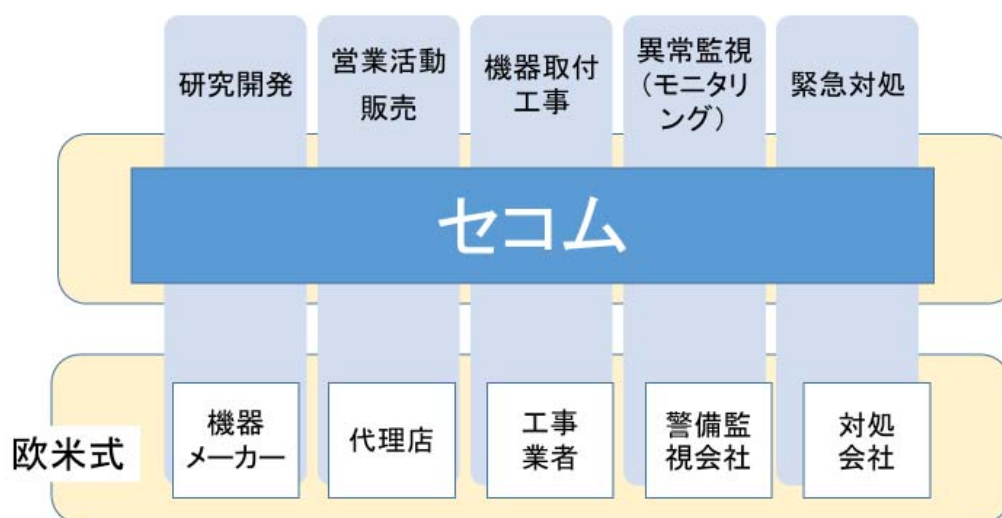 研究開発
営業活動
販売
機器取付
工事
異常監視
(モニタリ
ング)
緊急対処
セコム
欧米式
機器
メーカー
代理店
工事
業者
警備監
視会社
対処
会社